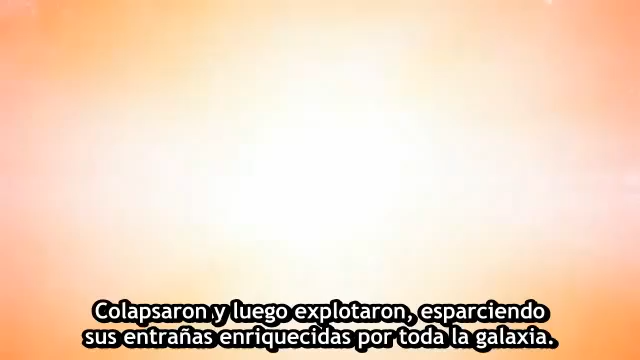 Colapsaron y luego explotaron, esparciendo
sus entrañas enriquecidas por toda la galaxia.